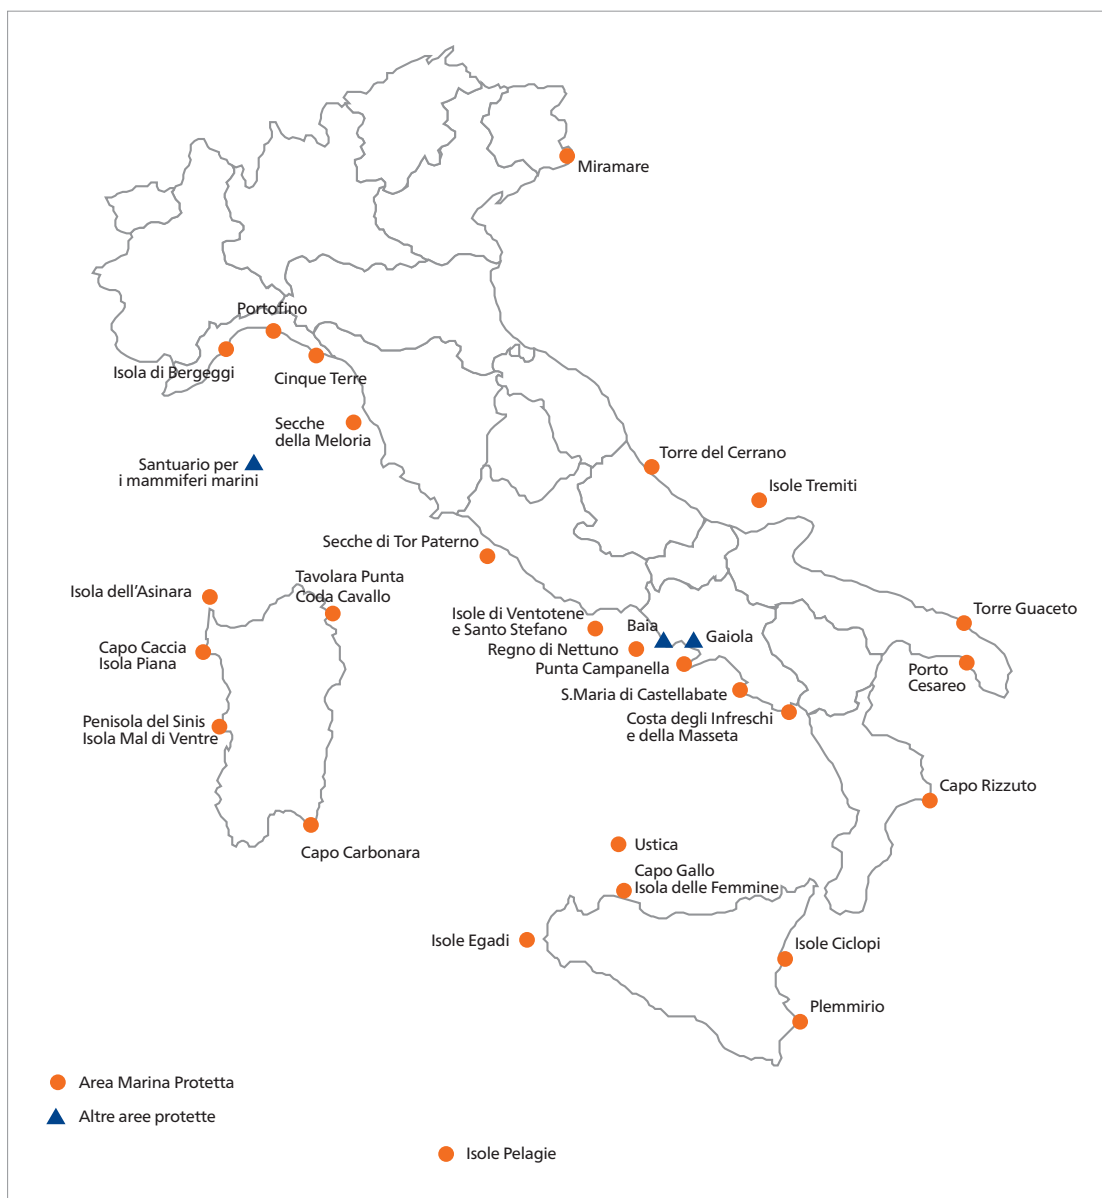 Miramare
Portofino
Isola di Bergeggi
Cinque Terre
Secche
della Meloria
Santuario per
i mammiferi marini
Torre del Cerrano
Isole Tremiti
Secche di Tor Paterno
Isola dell'Asinara
Tavolara Punta
Coda Cavallo
Isole di Ventotene
e Santo Stefano
Baia
Gaiola
Torre Guaceto
Capo Caccia
Isola Piana
Regno di Nettuno
Punta Campanella
Porto
Cesareo
S.Maria di Castellabate
Penisola del Sinis
Isola Mal di Ventre
Costa degli Infreschi
e della Masseta
Capo Rizzuto
Capo Carbonara
Ustica
Capo Gallo
Isola delle Femmine
Isole Egadi
Isole Ciclopi
Plemmirio
Area Marina Protetta
Altre aree protette
Isole Pelagie